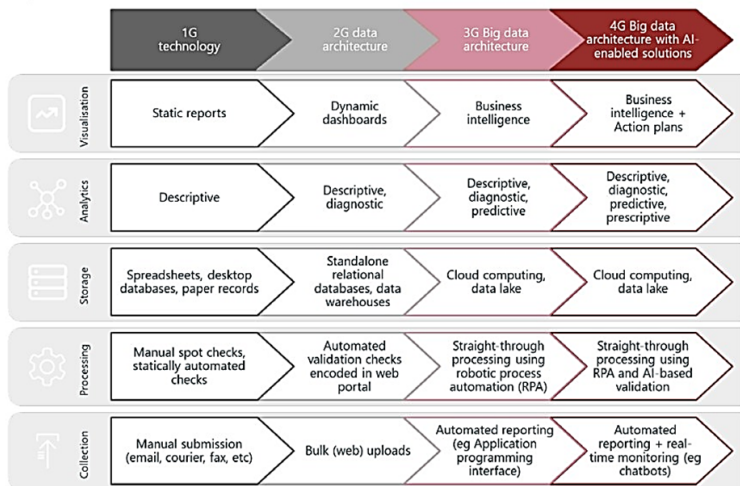 1G
technology
2G data
architecture
3G Big data
architecture
4G Big data
architecture with AI-
enabled solutions
Visualisation
Static reports
Dynamic
dashboards
Business
intelligence
Business
intelligence +
Action plans
Analytics
Descriptive
Descriptive,
diagnostic
Descriptive,
diagnostic,
predictive
Descriptive,
diagnostic,
predictive,
prescriptive
Storage
Spreadsheets, desktop
databases, paper records
Standalone
relational
databases, data
warehouses
Cloud computing,
data lake
Cloud computing,
data lake
Processing
Manual spot checks,
statically automated
checks
Automated
validation checks
encoded in web
portal
Straight-through
processing using
robotic process
automation (RPA)
Straight-through
processing using
RPA and AI-based
validation
Collection
Manual submission
(email, courier, fax, etc)
Bulk (web) uploads
Automated reporting
(eg Application
programming
interface)
Automated
reporting + real-
time monitoring (eg
chatbots)